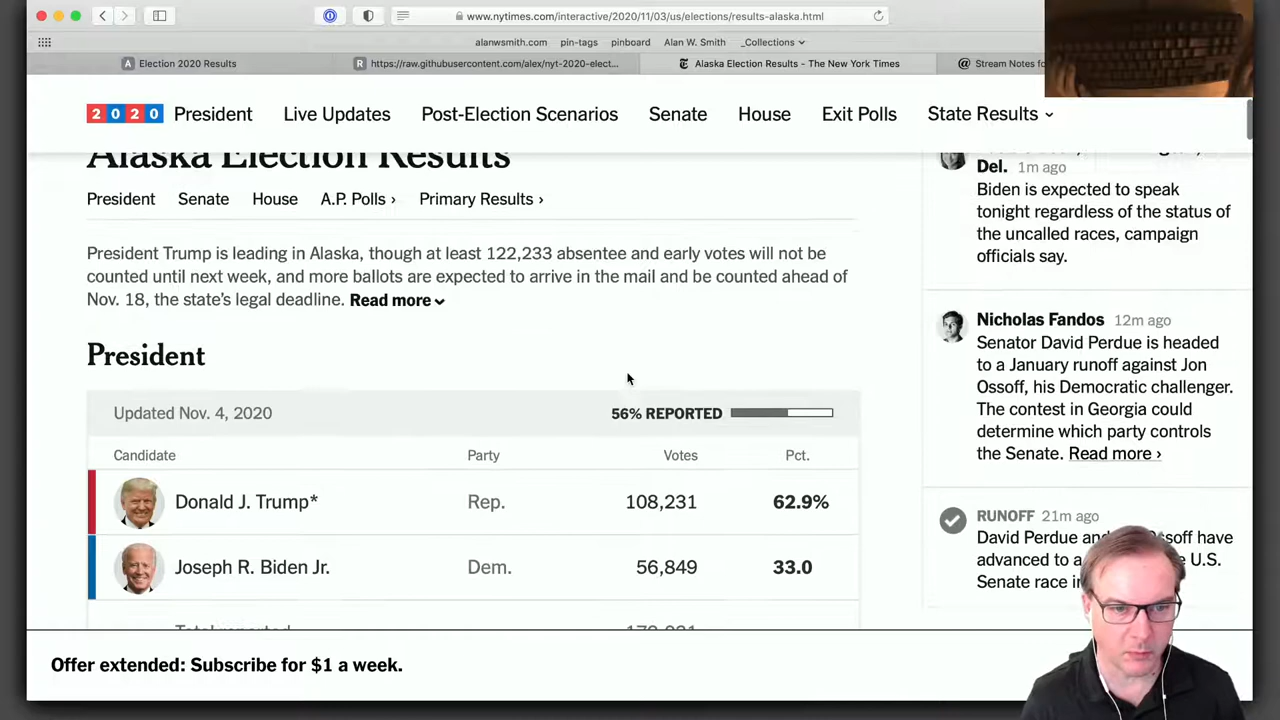 www.nytimes.com/interactive/2020/11/03/us/elections/results-alaska.html
alanwsmith.com pin-tags pinboard Alan W. Smith _Collections
A Election 2020 Results
R https://raw.githubusercontent.com/alex/nyt-2020-elect...
Alaska Election Results - The New York Times
@ Stream Notes fo
2020 President Live Updates Post-Election Scenarios Senate House Exit Polls State Results
Alaska Election Results
President Senate House A.P. Polls › Primary Results ›
President Trump is leading in Alaska, though at least 122,233 absentee and early votes will not be
counted until next week, and more ballots are expected to arrive in the mail and be counted ahead of
Nov. 18, the state's legal deadline. Read more
President
Updated Nov. 4, 2020 56% REPORTED
Candidate Party Votes Pct.
Donald J. Trump* Rep. 108,231 62.9%
Joseph R. Biden Jr. Dem. 56,849 33.0
Total reported
Del. 1m ago
Biden is expected to speak
tonight regardless of the status of
the uncalled races, campaign
officials say.
Nicholas Fandos 12m ago
Senator David Perdue is headed
to a January runoff against Jon
Ossoff, his Democratic challenger.
The contest in Georgia could
determine which party controls
the Senate. Read more ›
RUNOFF 21m ago
David Perdue and ssoff have
advanced to a U.S.
Senate race in
Offer extended: Subscribe for $1 a week.